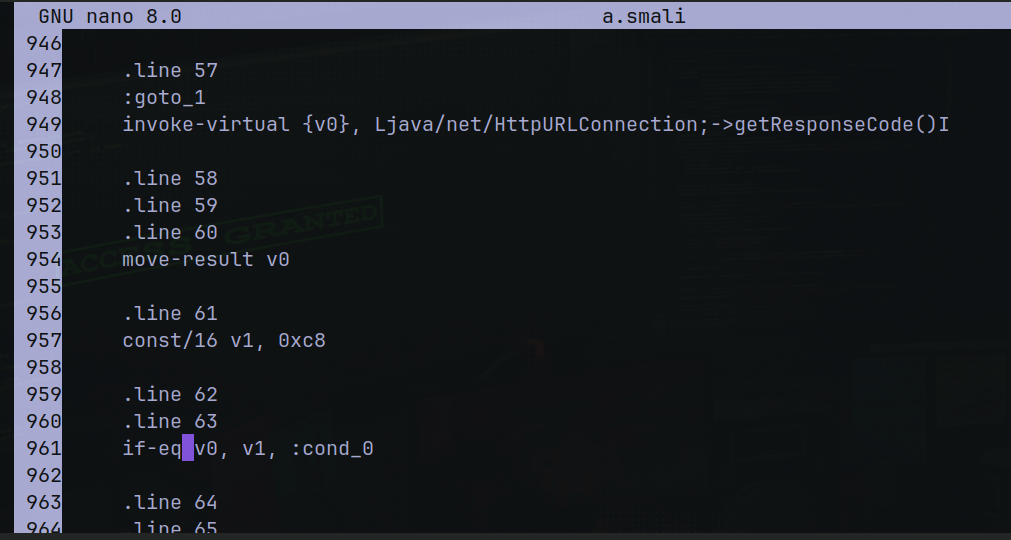 GNU nano 8.0 a.smali
946
947 .line 57
948 :goto_1
949 invoke-virtual {v0}, Ljava/net/HttpURLConnection;->getResponseCode()I
950
951 .line 58
952 .line 59
953 .line 60
954 move-result v0
955
956 .line 61
957 const/16 v1, 0xc8
958
959 .line 62
960 .line 63
961 if-eq v0, v1, :cond_0
962
963 .line 64
964 .line 65
ACCESS GRANTED